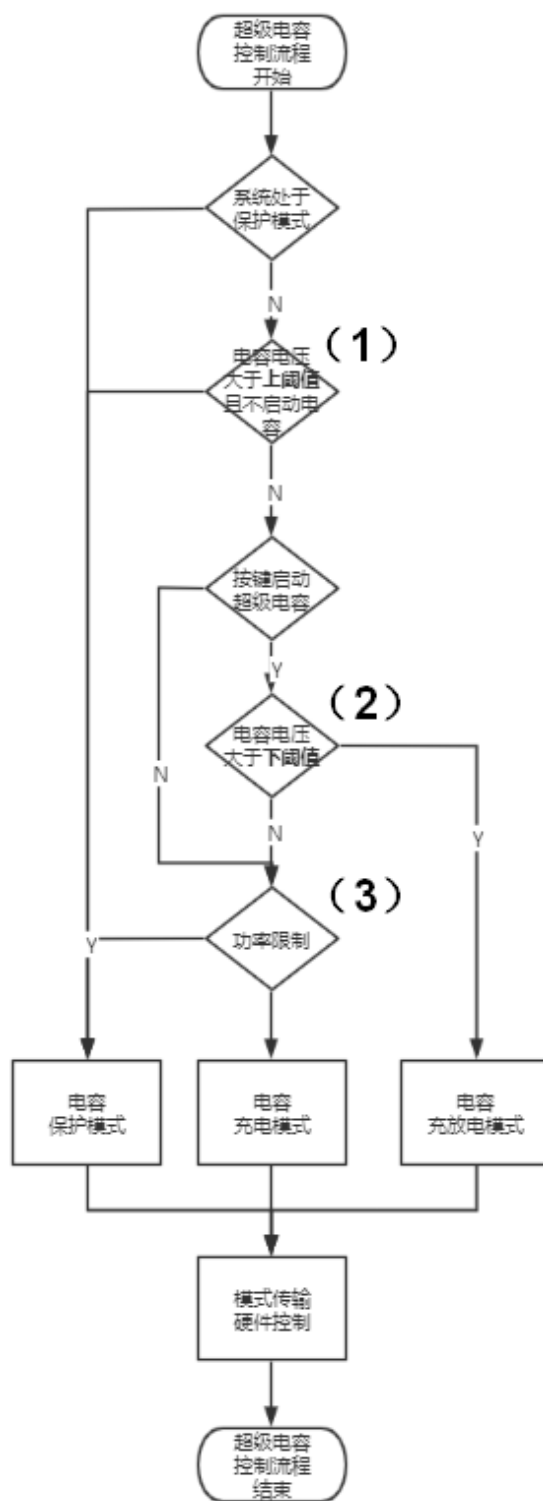 超级电容
控制流程
开始
系统处于
保护模式
N
（1）
电容电压
大于上阈值
且不启动电
容
N
按键启动
超级电容
Y
（2）
电容电压
大于下阈值
N
N
Y
（3）
功率限制
Y
电容
保护模式
电容
充电模式
电容
充放电模式
模式传输
硬件控制
超级电容
控制流程
结束